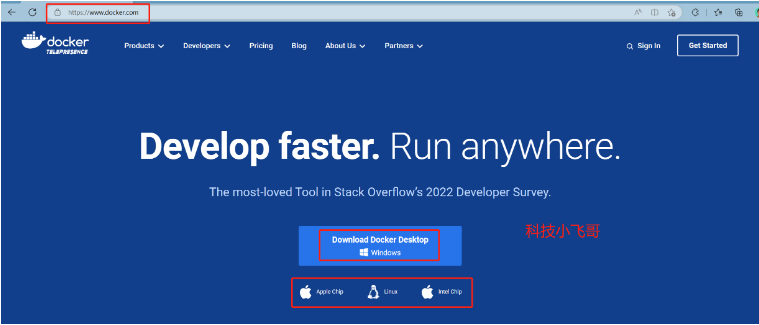 https://www.docker.com
docker
TELEPRESENCE
Products
Developers
Pricing
Blog
About Us
Partners
Sign In
Get Started
Develop faster. Run anywhere.
The most-loved Tool in Stack Overflow's 2022 Developer Survey.
Download Docker Desktop
Windows
科技小飞哥
Apple Chip
Linux
Intel Chip